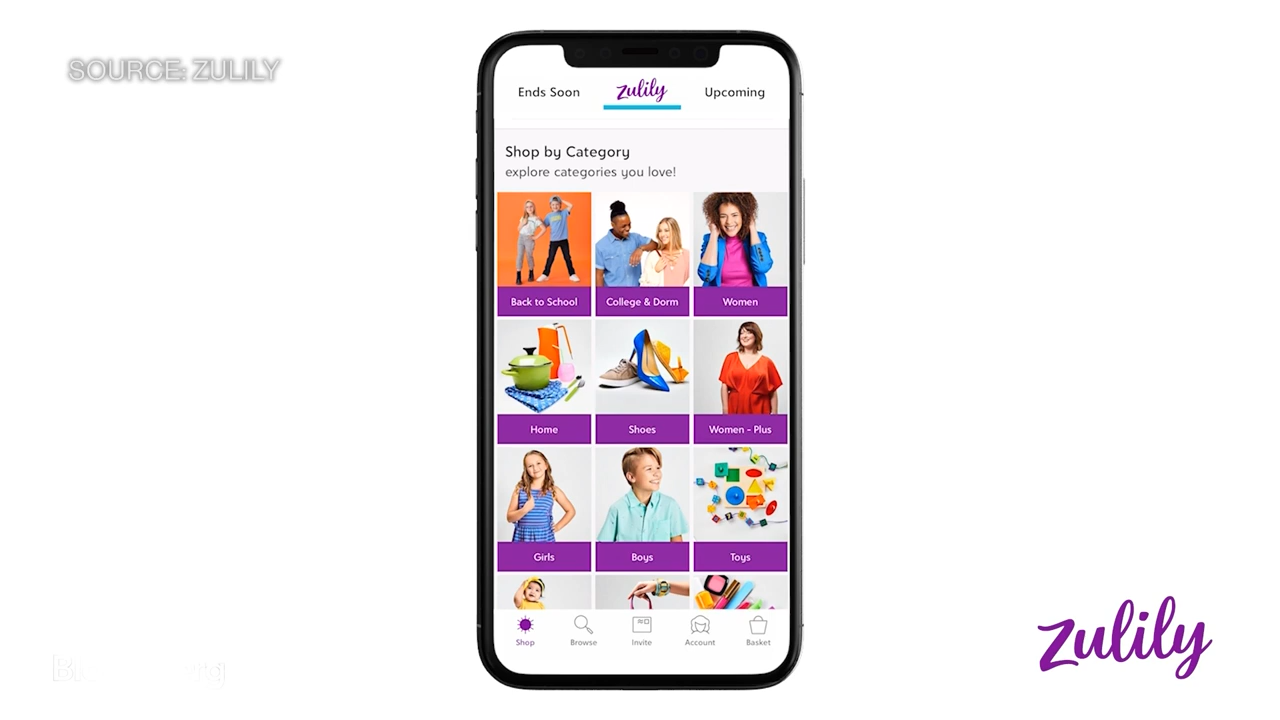 SOURCE: ZULILY
Ends Soon
zulily
Upcoming
Shop by Category
explore categories you love!
Back to School
College & Dorm
Women
Home
Shoes
Women - Plus
Girls
Boys
Toys
Shop
Browse
Invite
Account
Basket
zulily